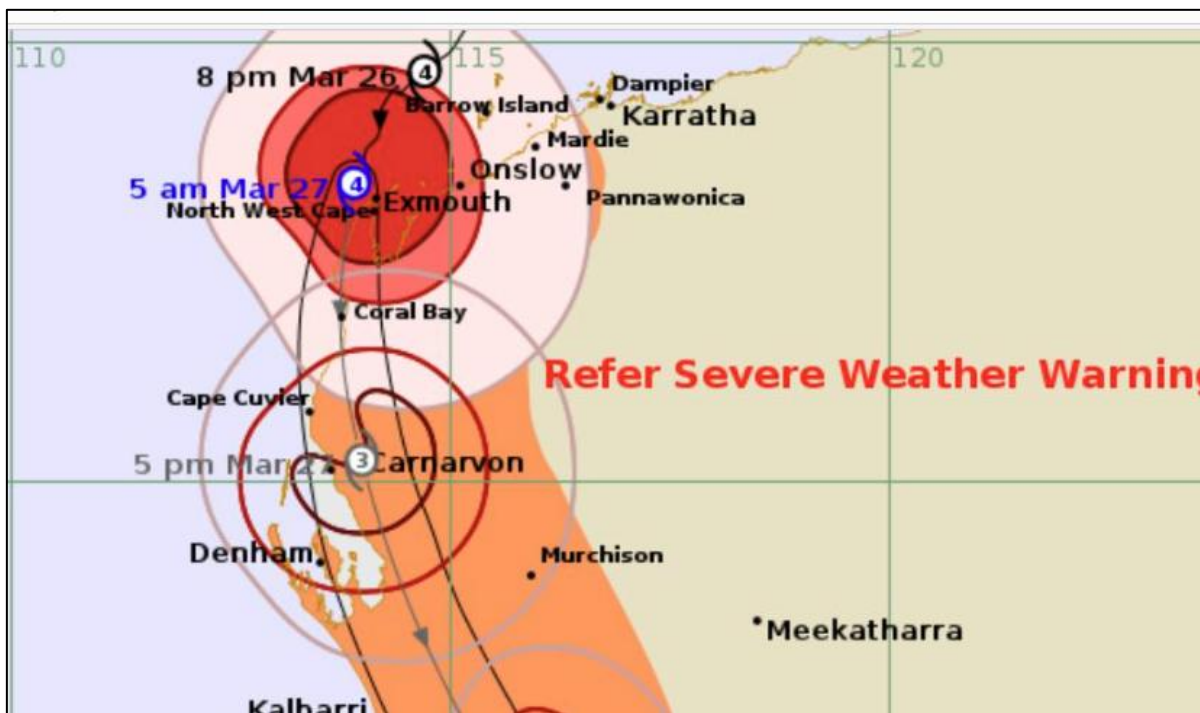 110
115
120
8 pm Mar 26
4
Dampier
Barrow Island
Karratha
Mardie
Onslow
5 am Mar 27
4
Pannawonica
Exmouth
North West Cape
Coral Bay
Refer Severe Weather Warning
Cape Cuvier
5 pm Mar 27
3
Carnarvon
Denham
Murchison
Meekatharra
Kalbarri